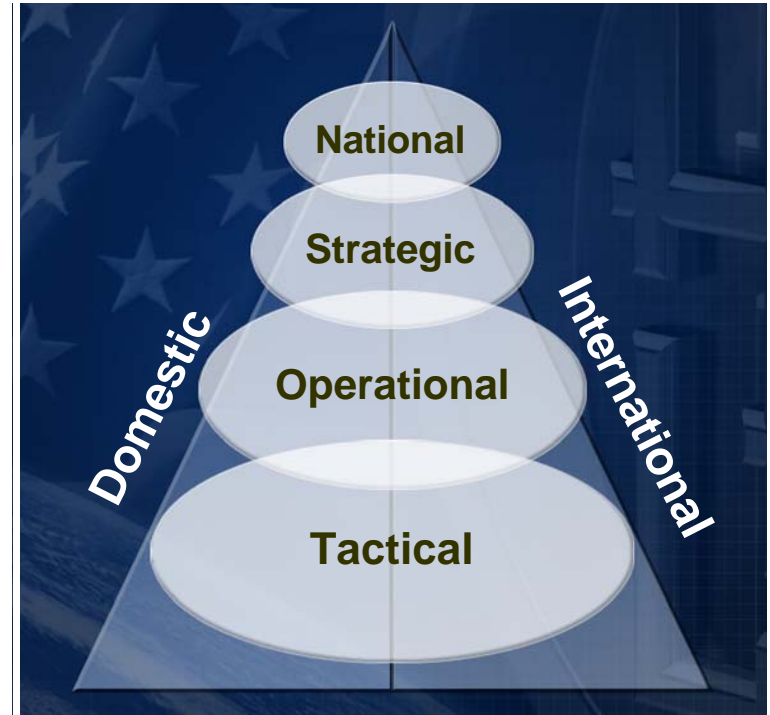 National
Strategic
Operational
Tactical
Domestic
International